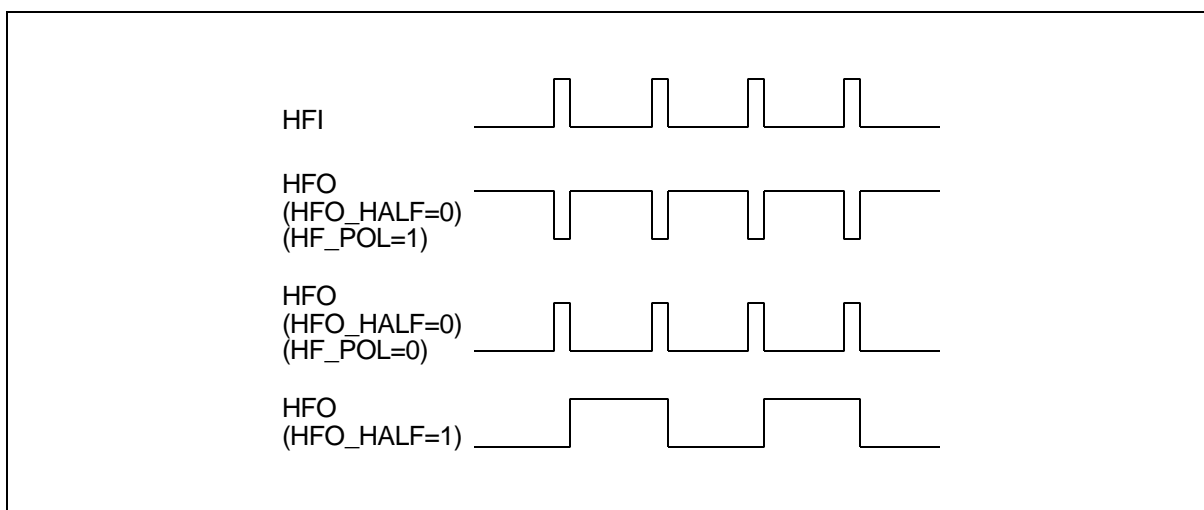 HFI
HFO
(HFO_HALF=0)
(HF_POL=1)
HFO
(HFO_HALF=0)
(HF_POL=0)
HFO
(HFO_HALF=1)